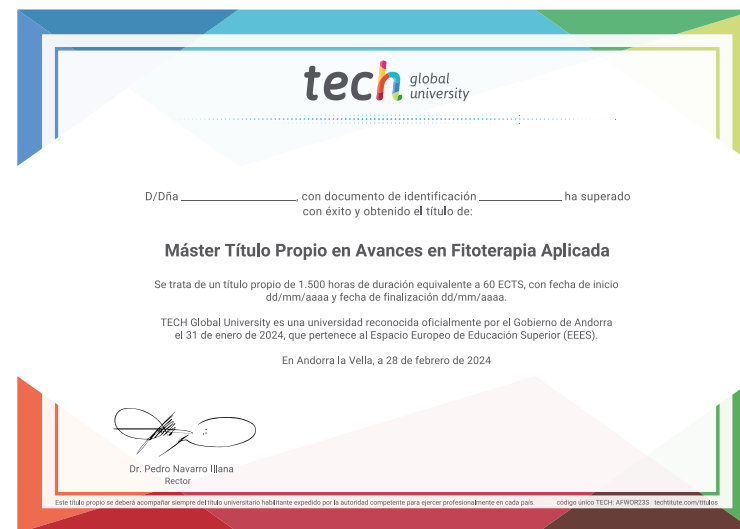 tech global university
D/Dña ____________, con documento de identificación ____________ ha superado
con éxito y obtenido el título de:
Máster Título Propio en Avances en Fitoterapia Aplicada
Se trata de un título propio de 1.500 horas de duración equivalente a 60 ECTS, con fecha de inicio
dd/mm/aaaa y fecha de finalización dd/mm/aaaa.
TECH Global University es una universidad reconocida oficialmente por el Gobierno de Andorra
el 31 de enero de 2024, que pertenece al Espacio Europeo de Educación Superior (EEES).
En Andorra la Vella, a 28 de febrero de 2024
Dr. Pedro Navarro Illana
Rector
Este título propio se deberá acompañar siempre del título universitario habilitante expedido por la autoridad competente para ejercer profesionalmente en cada país. código único TECH: AFWOR23S techtitute.com/titulos